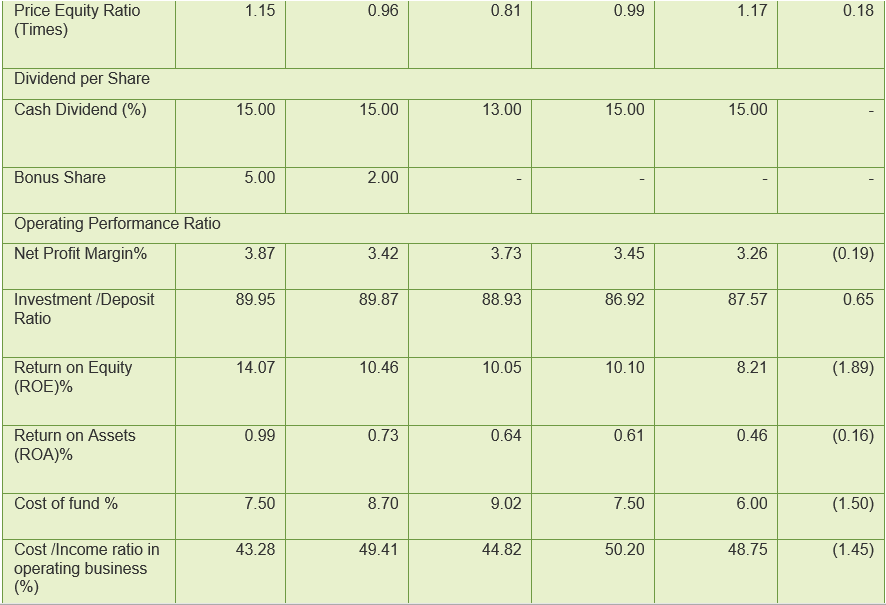 Price Equity Ratio 1.15 0.96 0.81 0.99 1.17 0.18
(Times)
Dividend per Share
Cash Dividend (%) 15.00 15.00 13.00 15.00 15.00 -
Bonus Share 5.00 2.00 - - - -
Operating Performance Ratio
Net Profit Margin% 3.87 3.42 3.73 3.45 3.26 (0.19)
Investment /Deposit 89.95 89.87 88.93 86.92 87.57 0.65
Ratio
Return on Equity 14.07 10.46 10.05 10.10 8.21 (1.89)
(ROE)%
Return on Assets 0.99 0.73 0.64 0.61 0.46 (0.16)
(ROA)%
Cost of fund % 7.50 8.70 9.02 7.50 6.00 (1.50)
Cost /Income ratio in 43.28 49.41 44.82 50.20 48.75 (1.45)
operating business
(%)